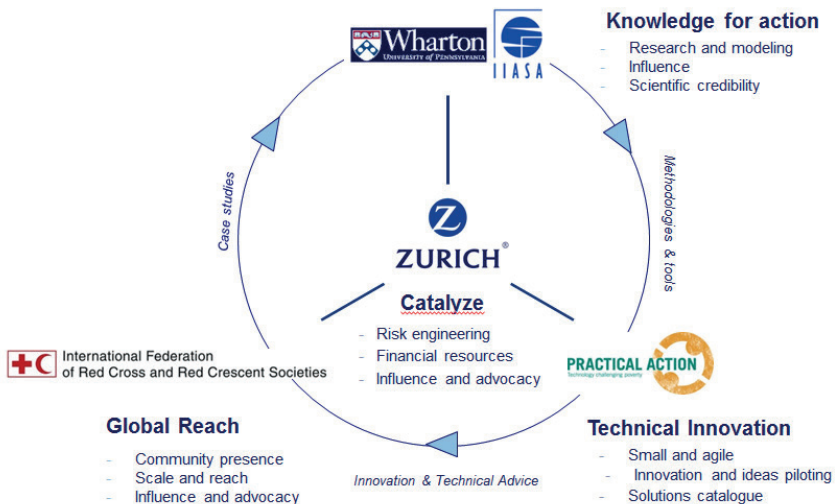 Wharton
UNIVERSITY of PENNSYLVANIA
IIASA
Knowledge for action
- Research and modeling
- Influence
- Scientific credibility
Case studies
Methodologies & tools
Z
ZURICH®
Catalyze
- Risk engineering
- Financial resources
- Influence and advocacy
International Federation
of Red Cross and Red Crescent Societies
PRACTICAL ACTION
Technology challenging poverty
Global Reach
- Community presence
- Scale and reach
- Influence and advocacy
Innovation & Technical Advice
Technical Innovation
- Small and agile
- Innovation and ideas piloting
- Solutions catalogue